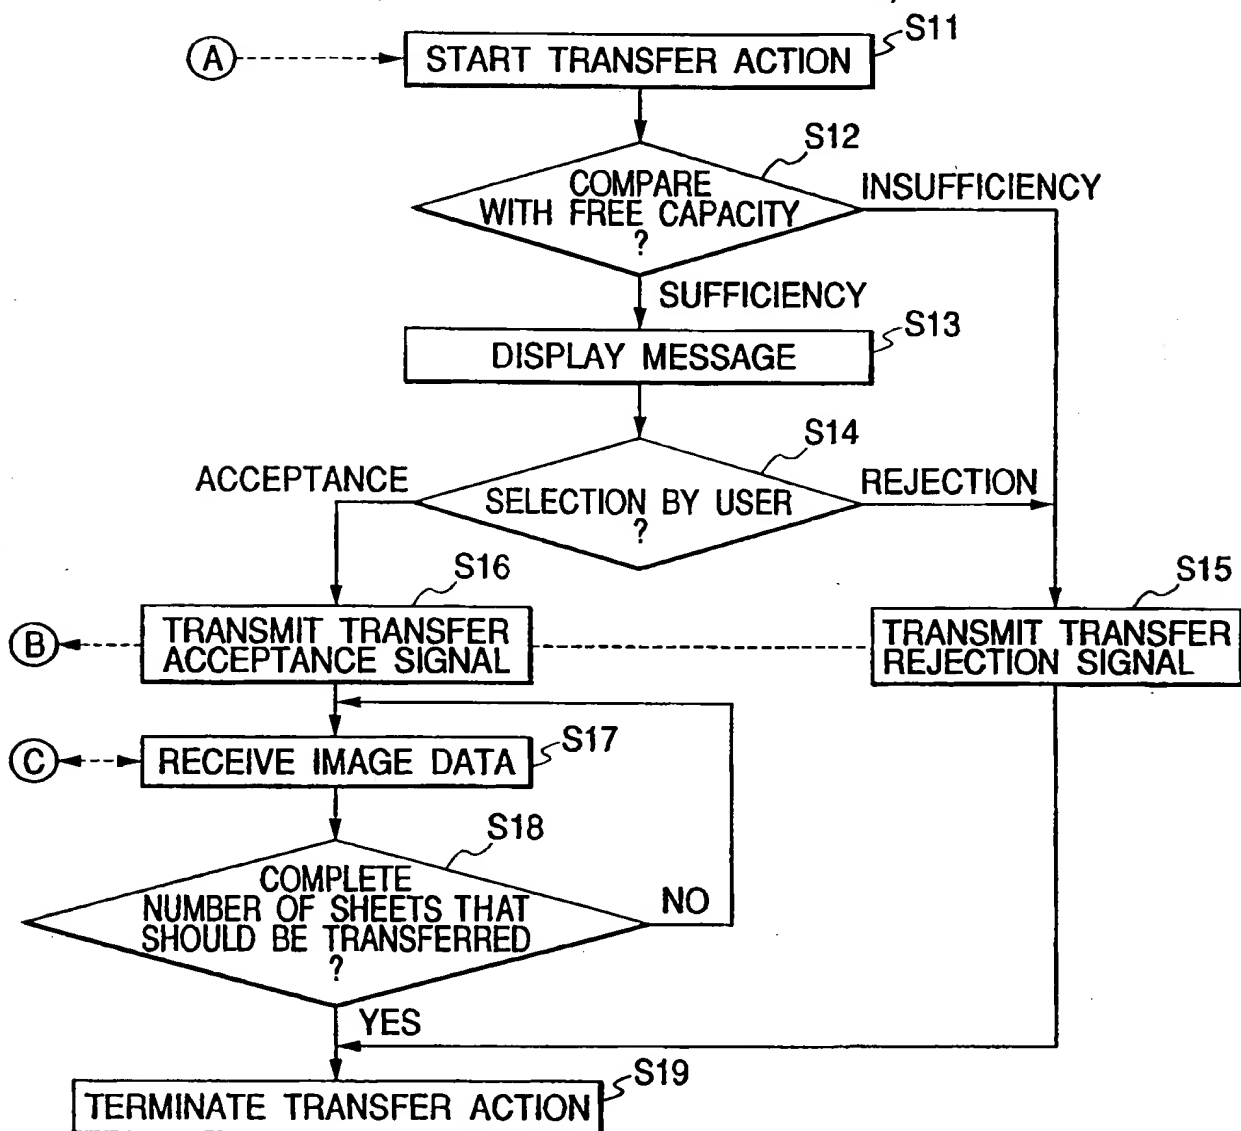 S11
A
START TRANSFER ACTION
S12
COMPARE
WITH FREE CAPACITY
?
INSUFFICIENCY
SUFFICIENCY
S13
DISPLAY MESSAGE
S14
ACCEPTANCE
SELECTION BY USER
?
REJECTION
S16
S15
B
TRANSMIT TRANSFER
ACCEPTANCE SIGNAL
TRANSMIT TRANSFER
REJECTION SIGNAL
S17
C
RECEIVE IMAGE DATA
S18
COMPLETE
NUMBER OF SHEETS THAT
SHOULD BE TRANSFERRED
?
NO
YES
S19
TERMINATE TRANSFER ACTION